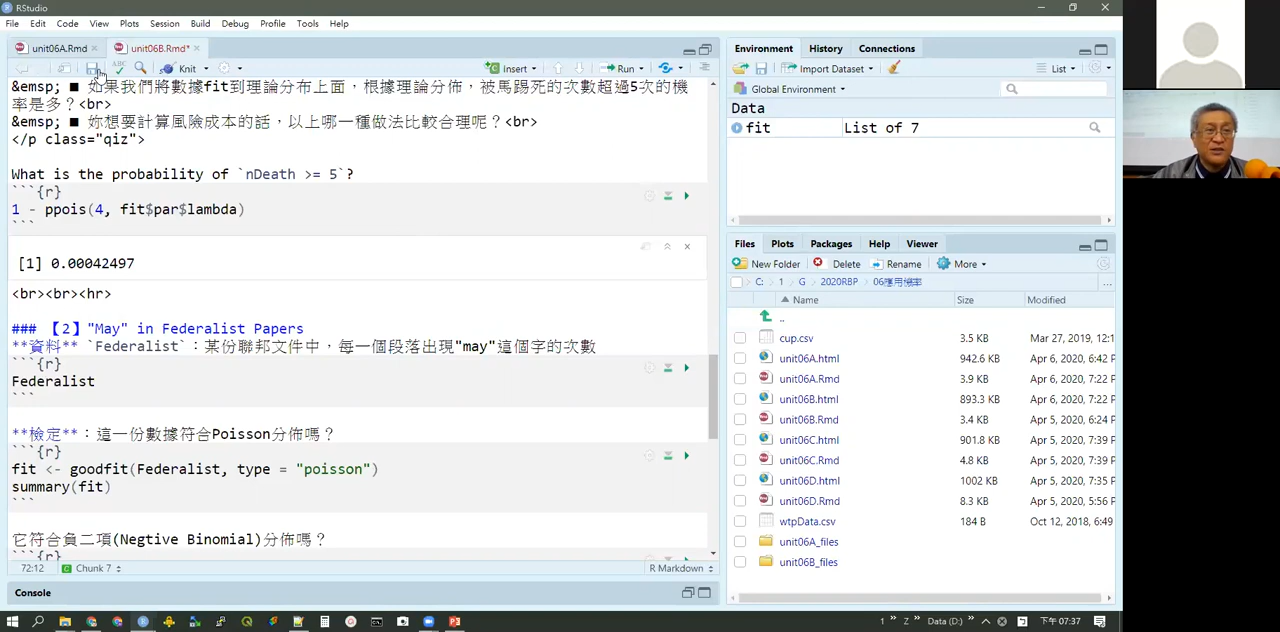 RStudio
File Edit Code View Plots Session Build Debug Profile Tools Help
unit06A.Rmd × unit06B.Rmd* ×
ABC Knit Insert Run
&emsp; ■ 如果我們將數據fit到理論分布上面，根據理論分佈，被馬踢死的次數超過5次的機
率是多？<br>
&emsp; ■ 妳想要計算風險成本的話，以上哪一種做法比較合理呢？<br>
</p class="qiz">
What is the probability of `nDeath >= 5`?
```{r}
1 - ppois(4, fit$par$lambda)
```
[1] 0.00042497
<br><br><hr>
### 【2】"May" in Federalist Papers
**資料** `Federalist`：某份聯邦文件中，每一個段落出現"may"這個字的次數
```{r}
Federalist
```
**檢定**：這一份數據符合Poisson分佈嗎？
```{r}
fit <- goodfit(Federalist, type = "poisson")
summary(fit)
```
它符合負二項(Negtive Binomial)分佈嗎？
```{r}
72:12 Chunk 7 R Markdown
Console
Environment History Connections
Import Dataset List
Global Environment
Data
fit List of 7
Files Plots Packages Help Viewer
New Folder Delete Rename More
C: 1 G 2020RBP 06應用機率 ...
Name Size Modified
..
cup.csv 3.5 KB Mar 27, 2019, 12:1
unit06A.html 942.6 KB Apr 6, 2020, 6:42 P
unit06A.Rmd 3.9 KB Apr 6, 2020, 7:22 P
unit06B.html 893.3 KB Apr 6, 2020, 7:22 P
unit06B.Rmd 3.4 KB Apr 5, 2020, 6:24 P
unit06C.html 901.8 KB Apr 5, 2020, 7:39 P
unit06C.Rmd 4.8 KB Apr 5, 2020, 7:39 P
unit06D.html 1002 KB Apr 5, 2020, 7:35 P
unit06D.Rmd 8.3 KB Apr 5, 2020, 5:56 P
wtpData.csv 184 B Oct 12, 2018, 6:49
unit06A_files
unit06B_files
1 » Z » Data (D:) » 下午 07:37